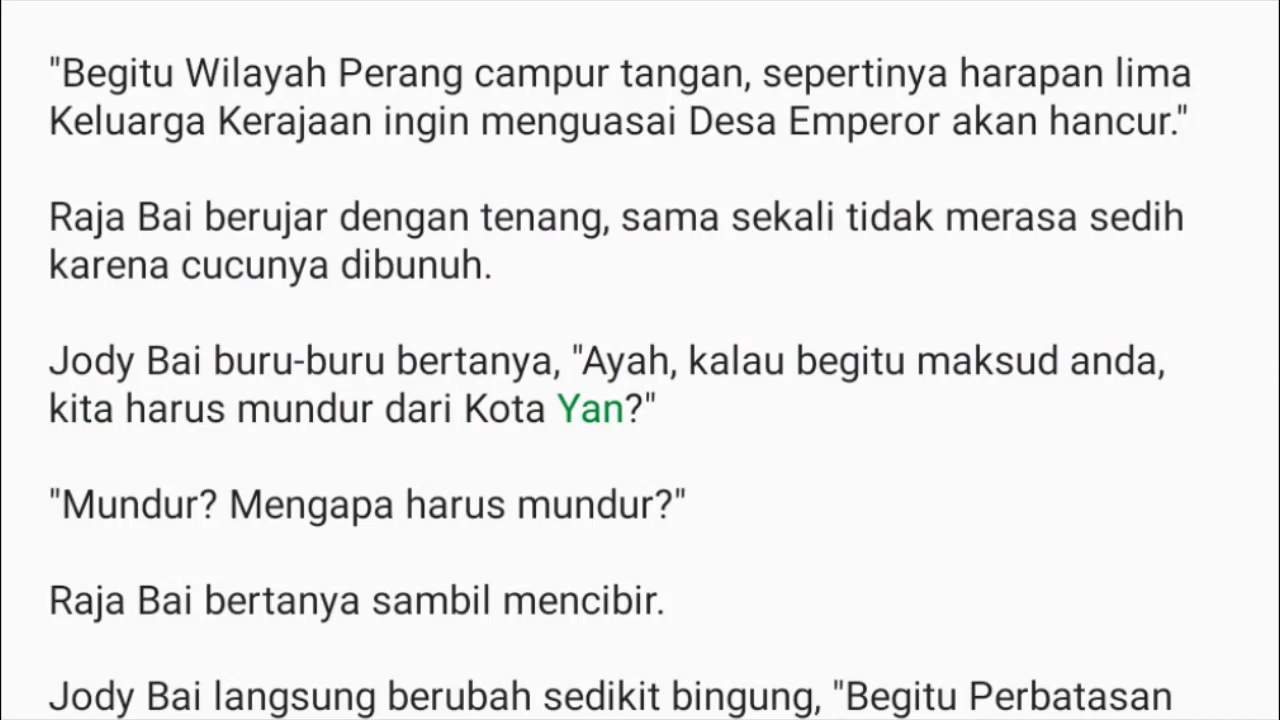 "Begitu Wilayah Perang campur tangan, sepertinya harapan lima
Keluarga Kerajaan ingin menguasai Desa Emperor akan hancur."
Raja Bai berujar dengan tenang, sama sekali tidak merasa sedih
karena cucunya dibunuh.
Jody Bai buru-buru bertanya, "Ayah, kalau begitu maksud anda,
kita harus mundur dari Kota Yan?"
"Mundur? Mengapa harus mundur?"
Raja Bai bertanya sambil mencibir.
Jody Bai langsung berubah sedikit bingung, "Begitu Perbatasan